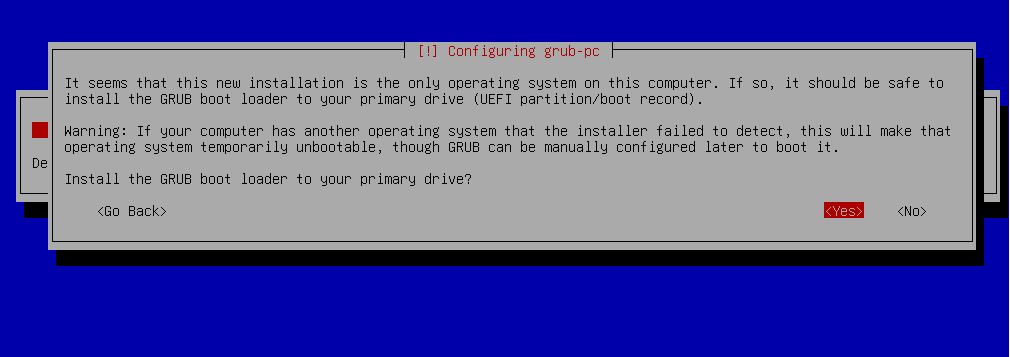 [!] Configuring grub-pc
It seems that this new installation is the only operating system on this computer. If so, it should be safe to
install the GRUB boot loader to your primary drive (UEFI partition/boot record).
Warning: If your computer has another operating system that the installer failed to detect, this will make that
operating system temporarily unbootable, though GRUB can be manually configured later to boot it.
De
Install the GRUB boot loader to your primary drive?
<Go Back> <Yes> <No>